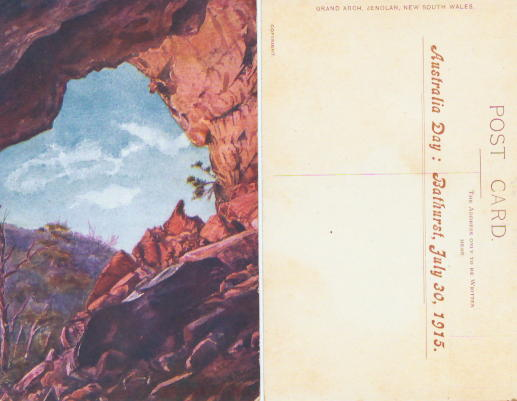 GRAND ARCH, JENOLAN, NEW SOUTH WALES.
COPYRIGHT
POST CARD.
THE ADDRESS ONLY TO BE WRITTEN
HERE
Australia Day: Bathurst, July 30, 1915.